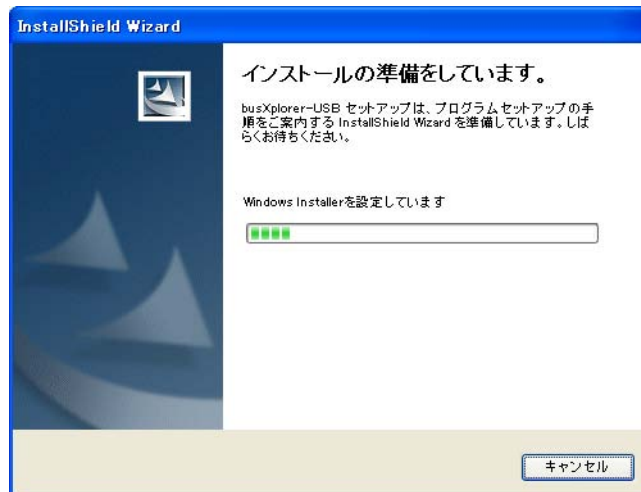 InstallShield Wizard
インストールの準備をしています。
busXplorer-USB セットアップは、プログラムセットアップの手
順をご案内する InstallShield Wizard を準備しています。しば
らくお待ちください。
Windows Installerを設定しています
キャンセル